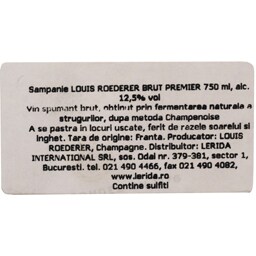 Sampanie LOUIS ROEDERER BRUT PREMIER 750 ml, alc.
12,5% vol
Vin spumant brut, obtinut prin fermentarea naturale a
strugurilor, dupa metoda Champenoise
A se pastra in locuri uscate, ferit de razele soarelui si
inghet. Tara de origine: Franta. Producator: LOUIS
ROEDERER, Champagne. Distribuitor: LERIDA
INTERNATIONAL SRL, sos. Odai nr. 379-381, sector 1,
Bucuresti. tel. 021 490 4466, fax 021 490 4082,
www.lerida.ro
Contine sulfiti